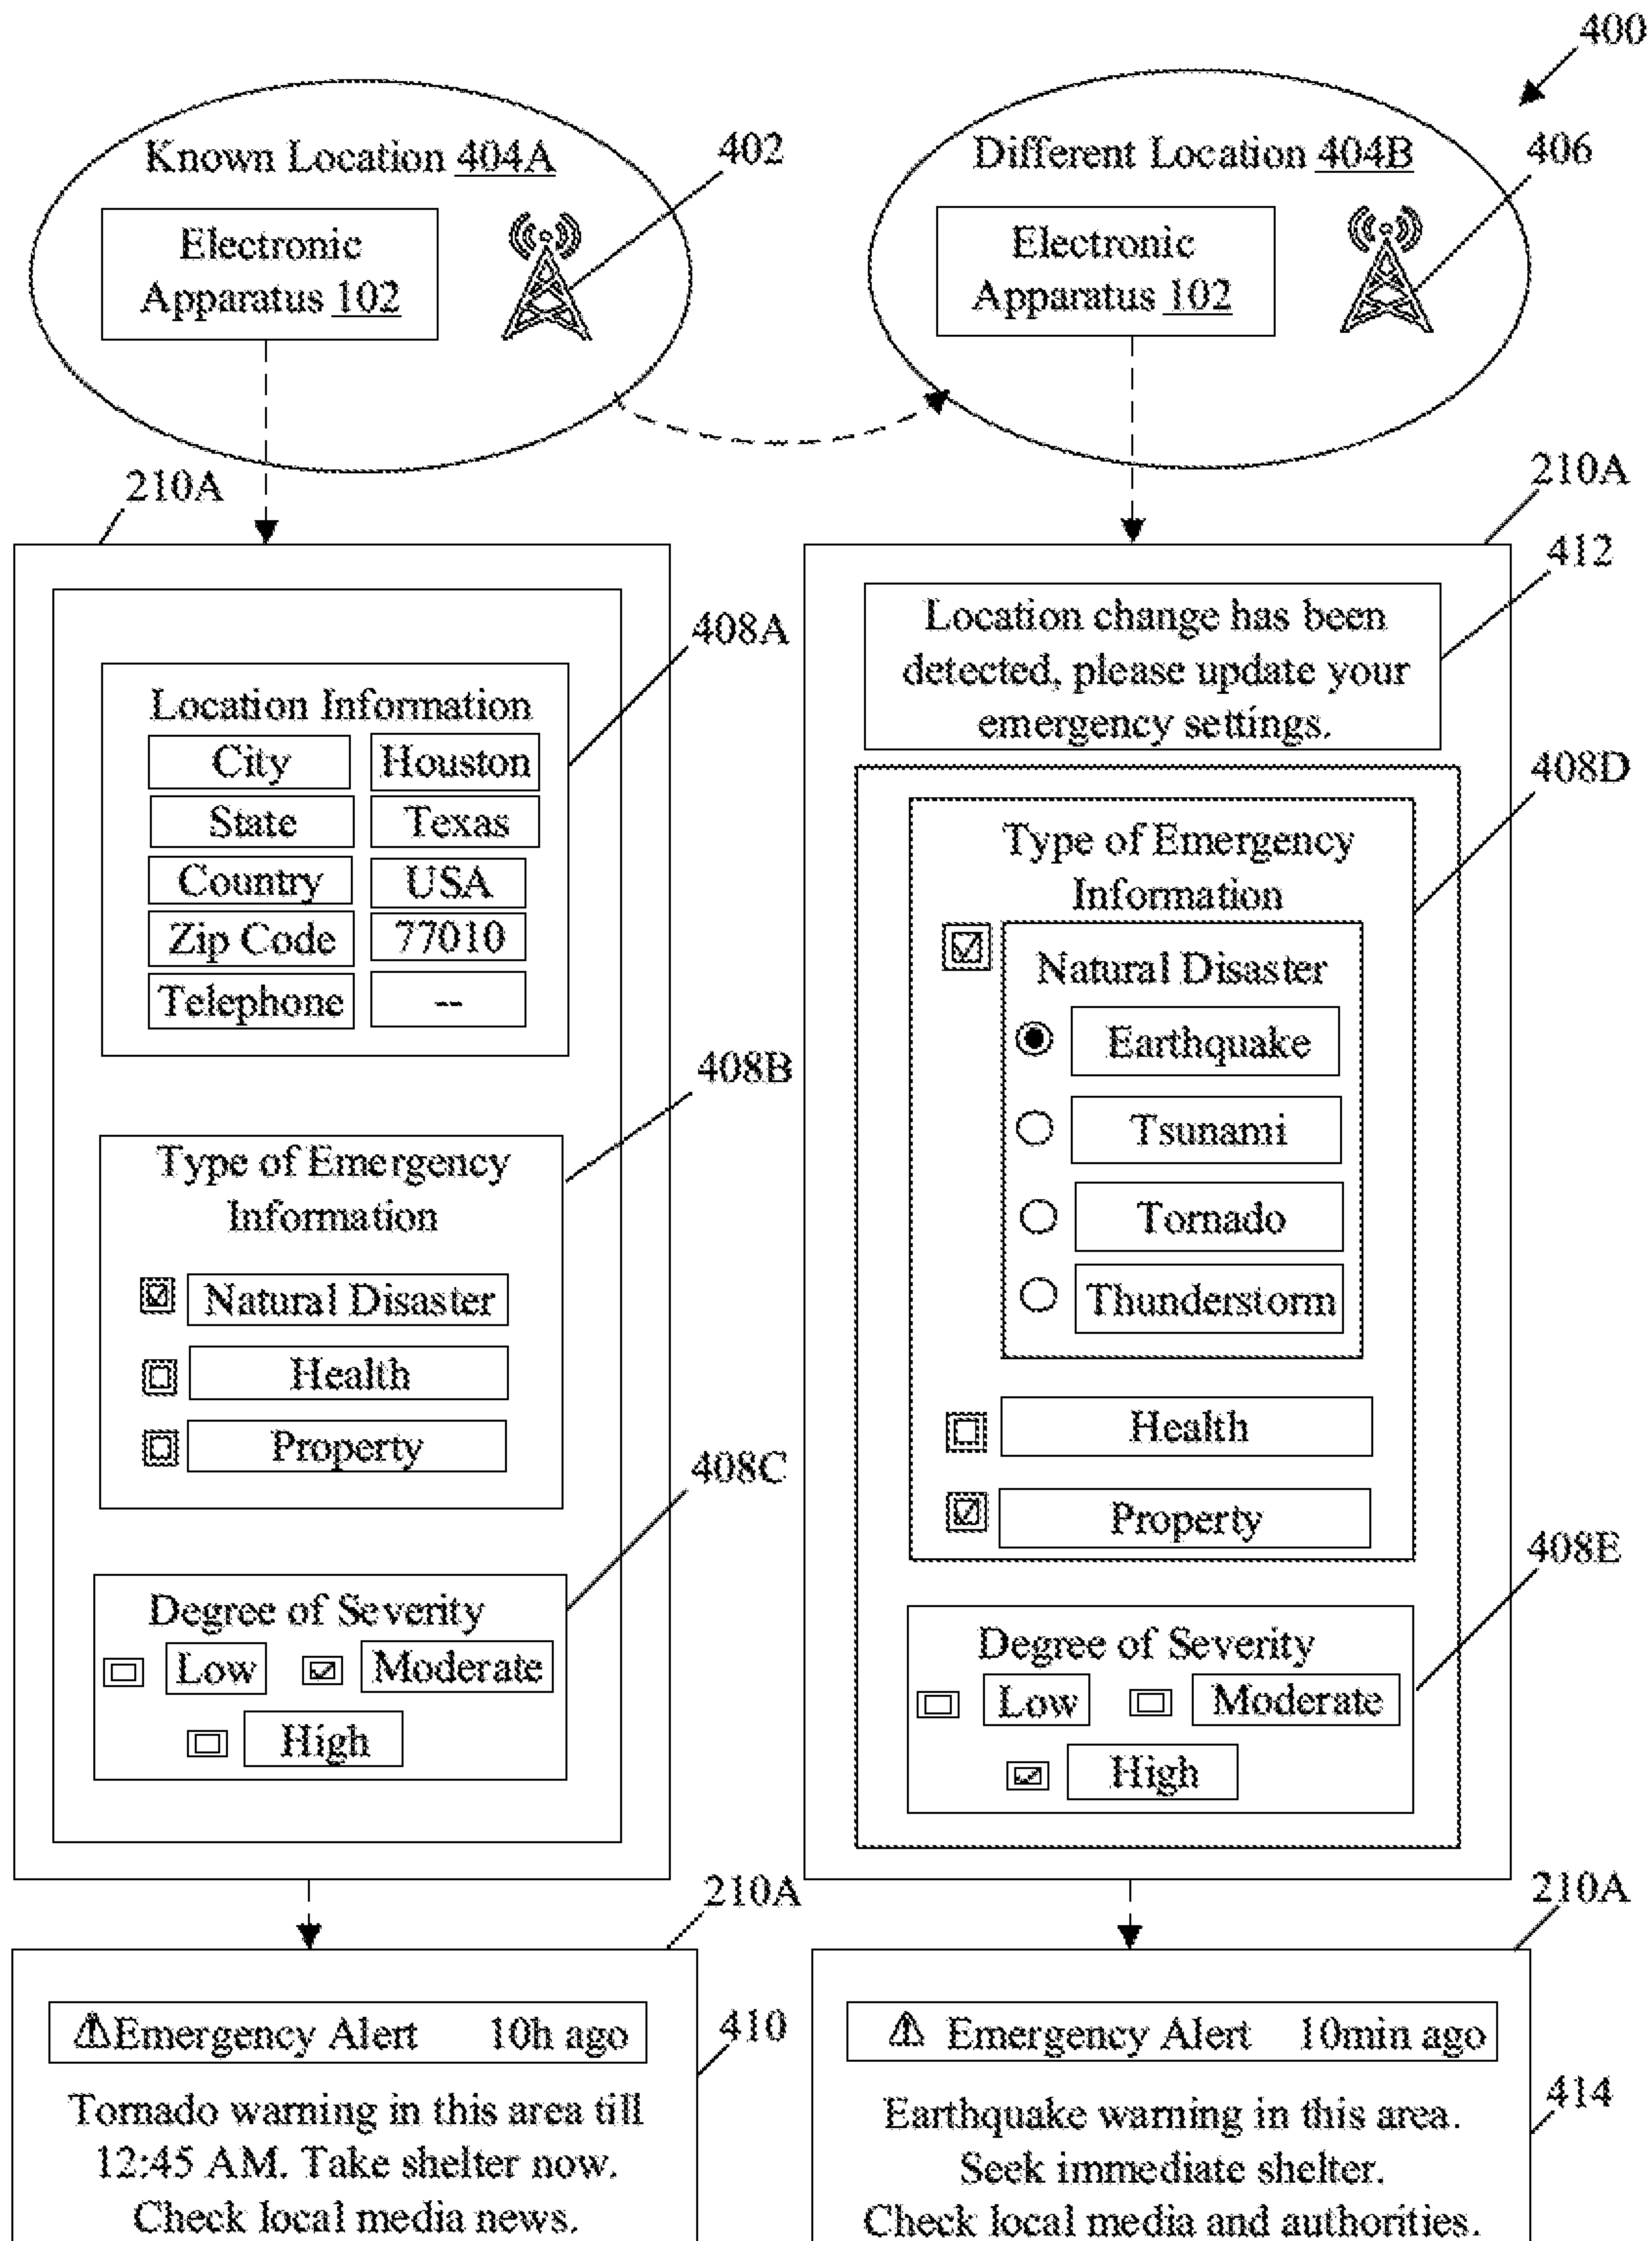 400
Known Location 404A
402
Electronic
Apparatus 102
Different Location 404B
406
Electronic
Apparatus 102
210A
408A
Location Information
City Houston
State Texas
Country USA
Zip Code 77010
Telephone --
408B
Type of Emergency
Information
Natural Disaster
Health
Property
408C
Degree of Severity
Low Moderate
High
210A
412
Location change has been
detected, please update your
emergency settings.
408D
Type of Emergency
Information
Natural Disaster
Earthquake
Tsunami
Tornado
Thunderstorm
Health
Property
408E
Degree of Severity
Low Moderate
High
210A
410
Emergency Alert 10h ago
Tornado warning in this area till
12:45 AM. Take shelter now.
Check local media news.
210A
Emergency Alert 10min ago
414
Earthquake warning in this area.
Seek immediate shelter.
Check local media and authorities.